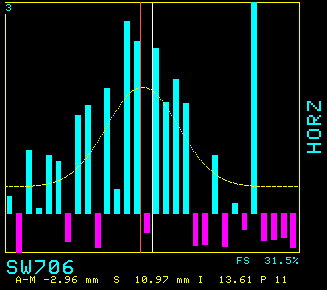 3
HORZ
FS 31.5%
SW706
A-M -2.96 mm S 10.97 mm I 13.61 P 11